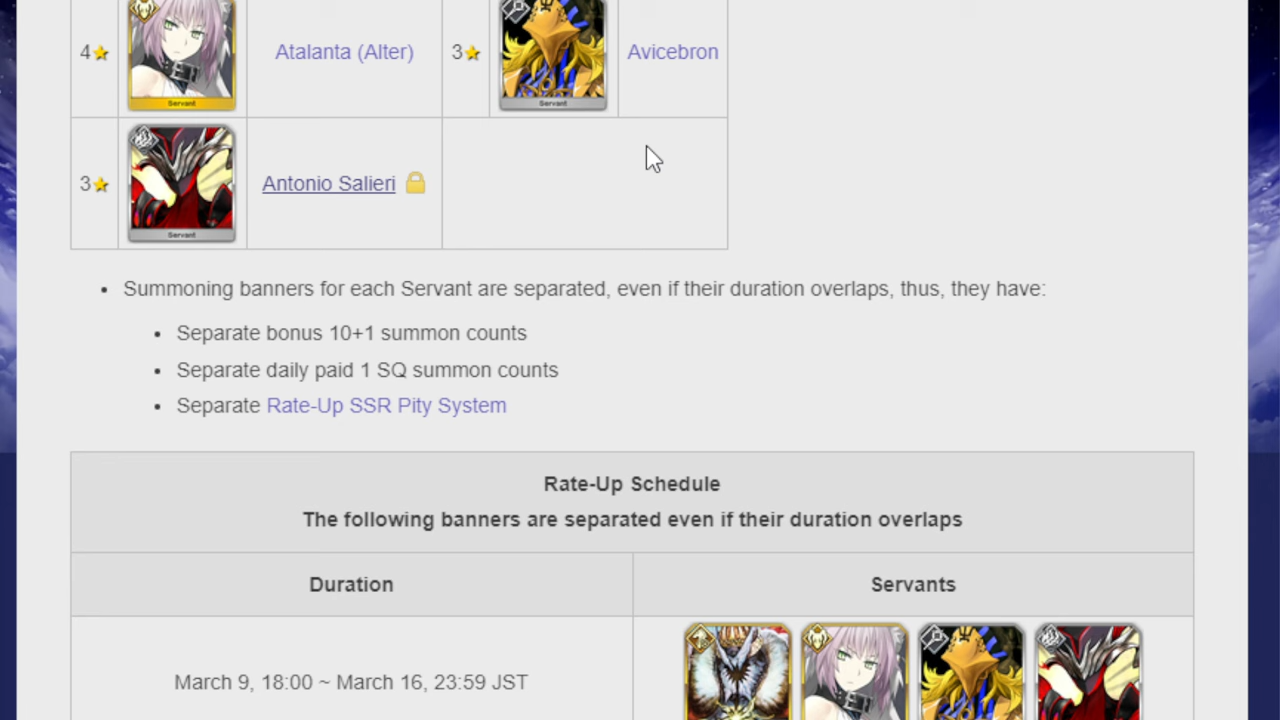 4 Atalanta (Alter) 3 Avicebron
Servant Servant
3 Antonio Salieri
Servant
Summoning banners for each Servant are separated, even if their duration overlaps, thus, they have:
Separate bonus 10+1 summon counts
Separate daily paid 1 SQ summon counts
Separate Rate-Up SSR Pity System
Rate-Up Schedule
The following banners are separated even if their duration overlaps
Duration Servants
March 9, 18:00 ~ March 16, 23:59 JST